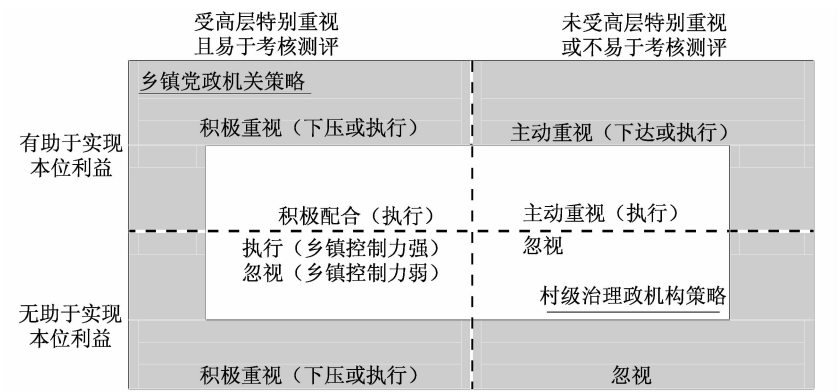 受高层特别重视
且易于考核测评
未受高层特别重视
或不易于考核测评
乡镇党政机关策略
积极重视（下压或执行）
主动重视（下达或执行）
有助于实现
本位利益
积极配合（执行）
主动重视（执行）
执行（乡镇控制力强）
忽视（乡镇控制力弱）
忽视
村级治理政机构策略
无助于实现
本位利益
积极重视（下压或执行）
忽视